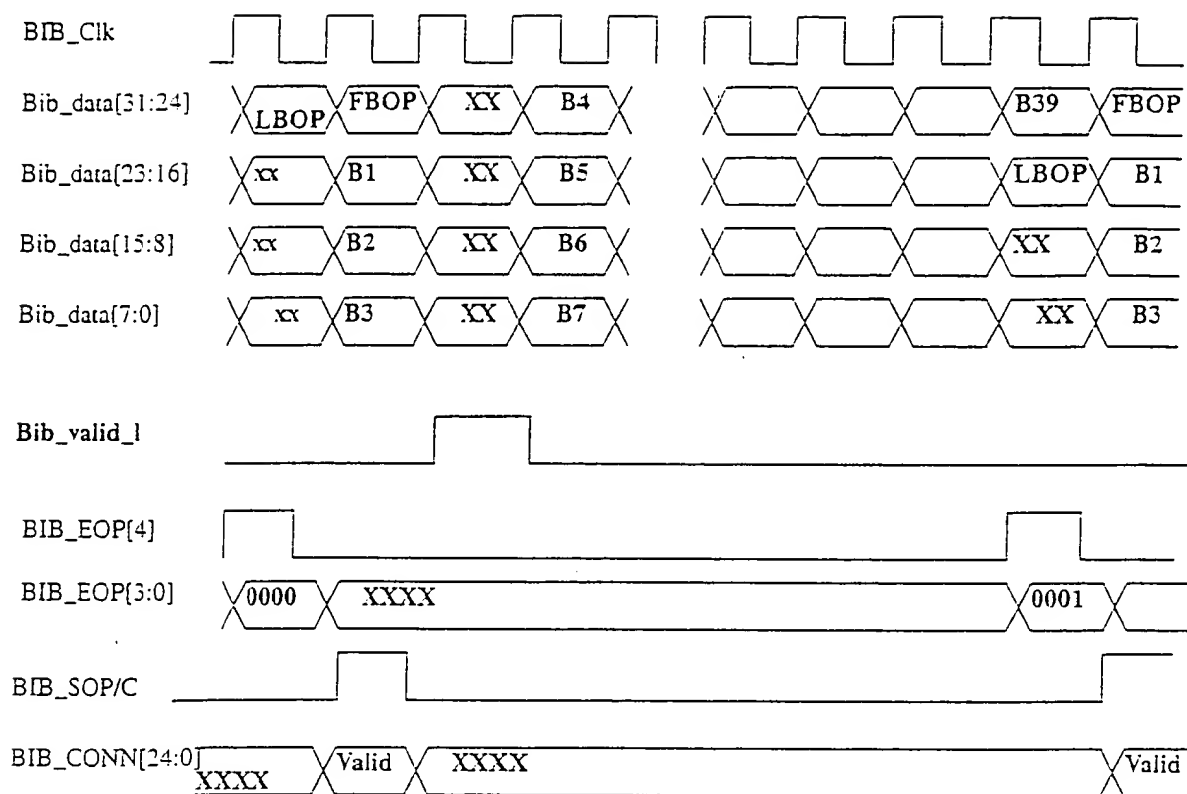 BIB_Clk
Bib_data[31:24] LBOP FBOP XX B4 B39 FBOP
Bib_data[23:16] xx B1 XX B5 LBOP B1
Bib_data[15:8] xx B2 XX B6 XX B2
Bib_data[7:0] xx B3 XX B7 XX B3
Bib_valid_l
BIB_EOP[4]
BIB_EOP[3:0] 0000 XXXX 0001
BIB_SOP/C
BIB_CONN[24:0] XXXX Valid XXXX Valid